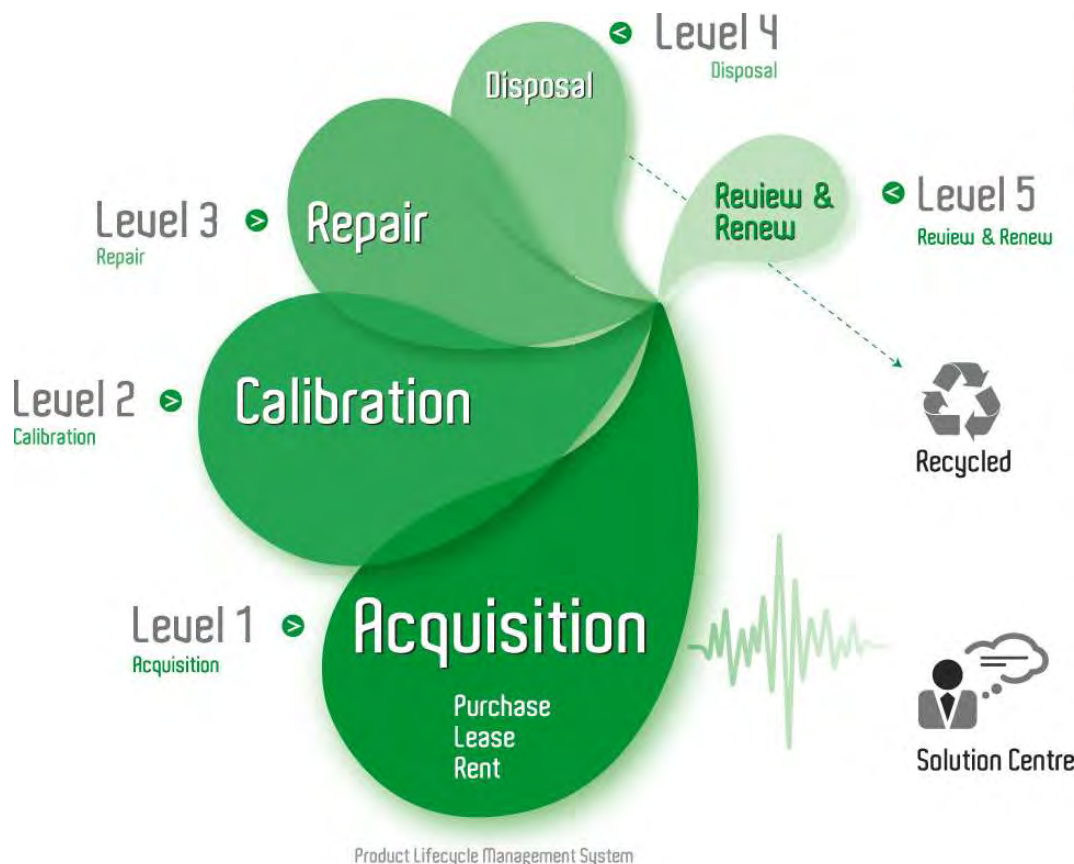 Level 4
Disposal
Disposal
Level 5
Review & Renew
Review &
Renew
Level 3
Repair
Repair
Level 2
Calibration
Calibration
Recycled
Level 1
Acquisition
Acquisition
Purchase
Lease
Rent
Solution Centre
Product Lifecycle Management System